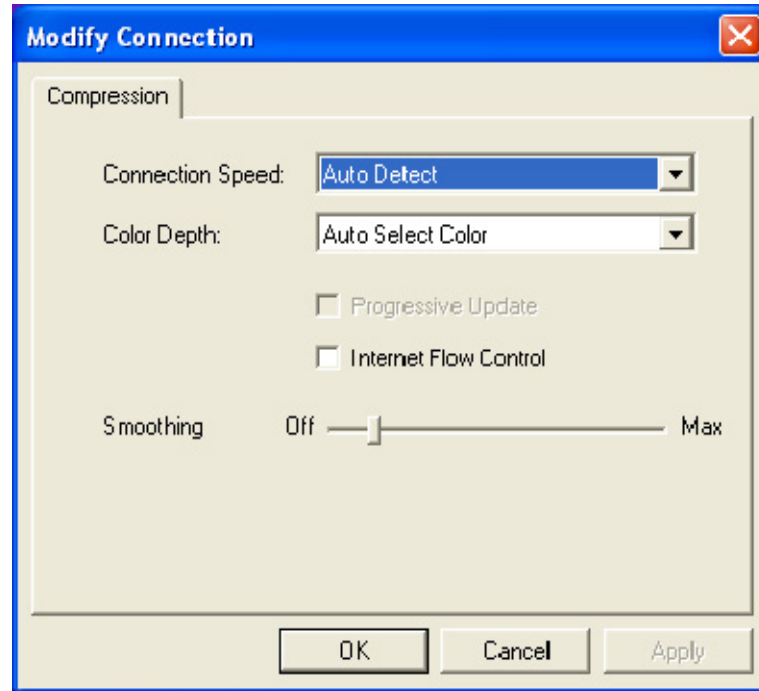 Modify Connection
Compression
Connection Speed: Auto Detect
Color Depth: Auto Select Color
Progressive Update
Internet Flow Control
Smoothing Off Max
OK Cancel Apply